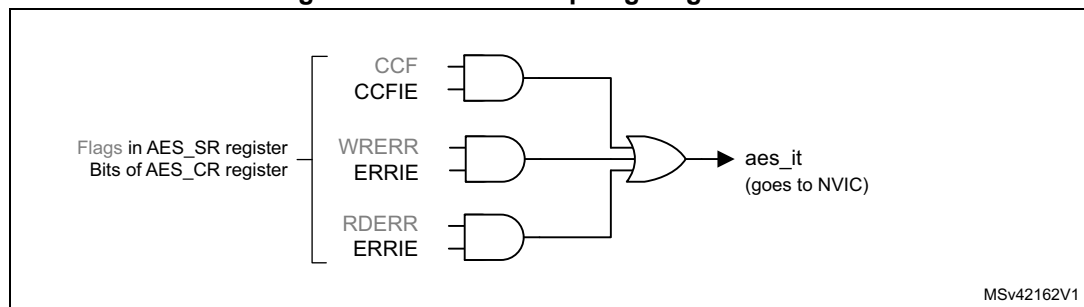 CCF
CCFIE
Flags in AES_SR register
Bits of AES_CR register
WRERR
ERRIE
RDERR
ERRIE
aes_it
(goes to NVIC)
MSv42162V1